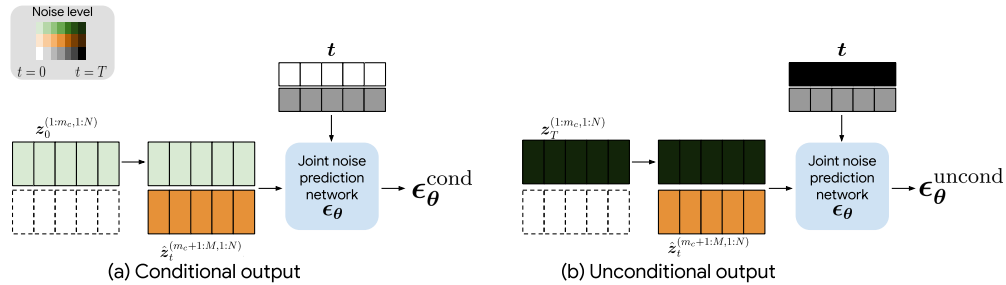 Noise level
t = 0 t = T
t
z_0^{(1:m_c,1:N)}
Joint noise
prediction
network
ϵ_θ
ϵ_θ^{cond}
ẑ_t^{(m_c+1:M,1:N)}
(a) Conditional output
t
z_T^{(1:m_c,1:N)}
Joint noise
prediction
network
ϵ_θ
ϵ_θ^{uncond}
ẑ_t^{(m_c+1:M,1:N)}
(b) Unconditional output